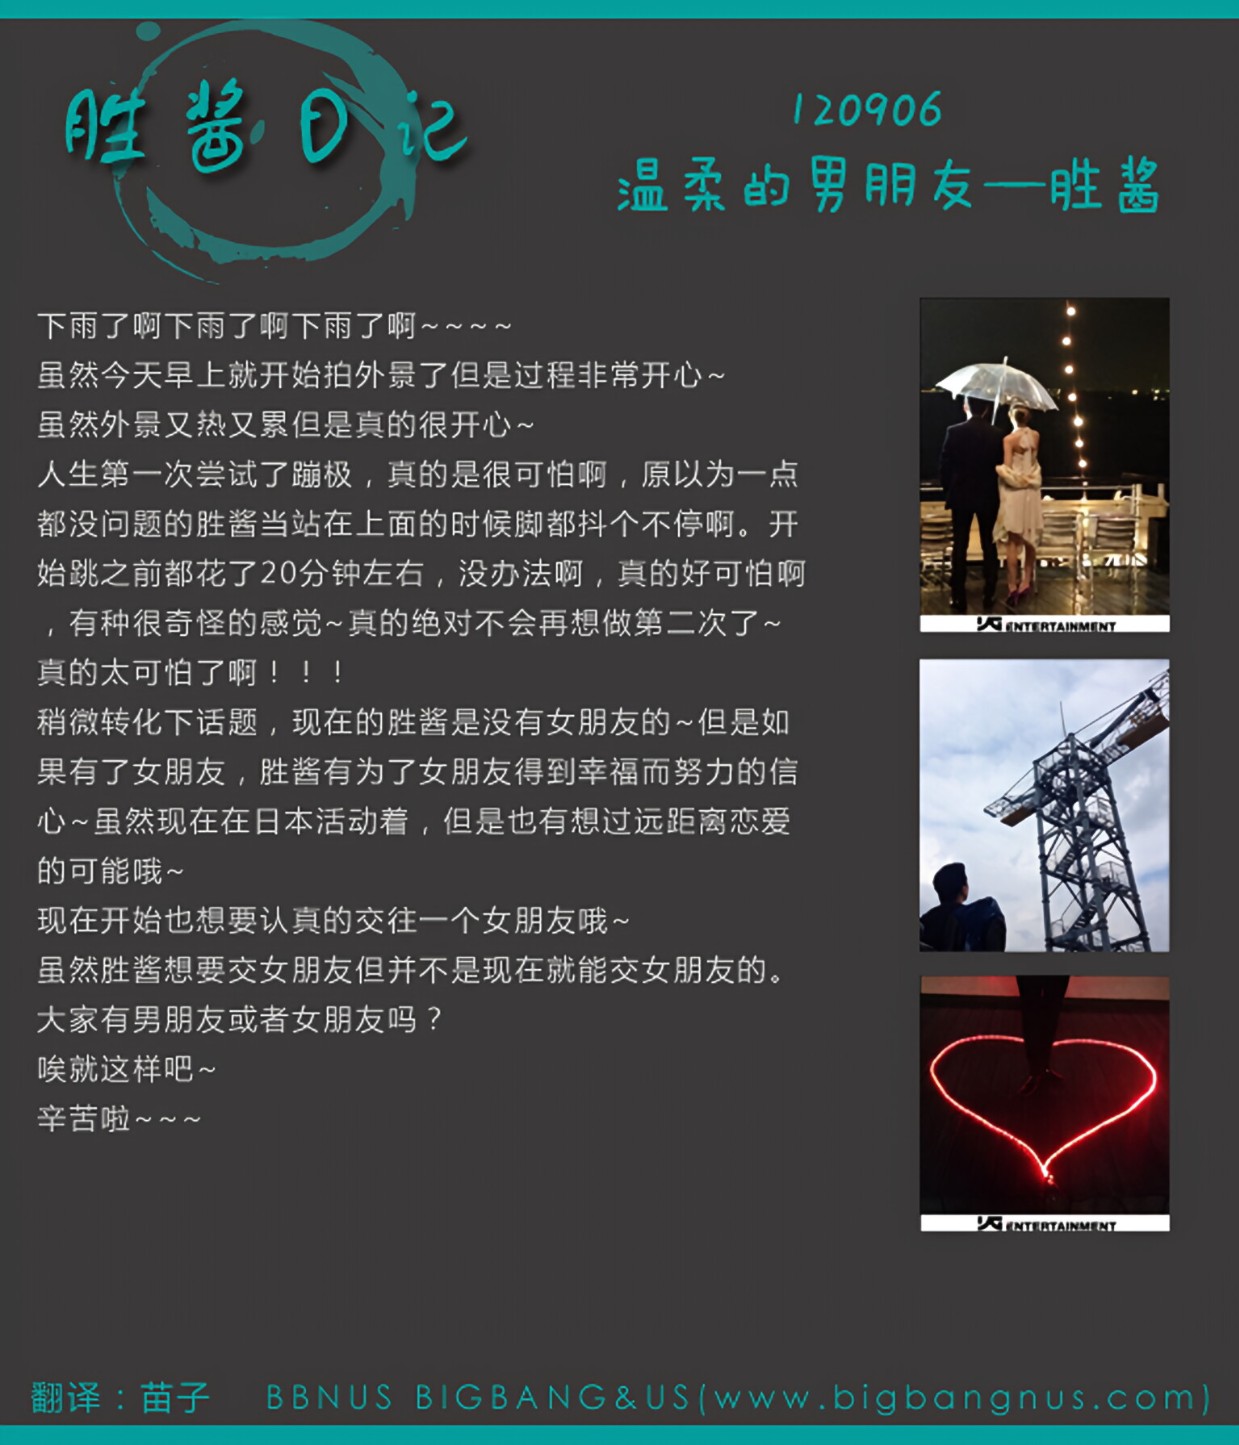 胜酱日记
120906
温柔的男朋友—胜酱
下雨了啊下雨了啊下雨了啊~~~~
虽然今天早上就开始拍外景了但是过程非常开心~
虽然外景又热又累但是真的很开心~
人生第一次尝试了蹦极，真的是很可怕啊，原以为一点
都没问题的胜酱当站在上面的时候脚都抖个不停啊。开
始跳之前都花了20分钟左右，没办法啊，真的好可怕啊
，有种很奇怪的感觉~真的绝对不会再想做第二次了~
真的太可怕了啊！！！
稍微转化下话题，现在的胜酱是没有女朋友的~但是如
果有了女朋友，胜酱有为了女朋友得到幸福而努力的信
心~虽然现在在日本活动着，但是也有想过远距离恋爱
的可能哦~
现在开始也想要认真的交往一个女朋友哦~
虽然胜酱想要交女朋友但并不是现在就能交女朋友的。
大家有男朋友或者女朋友吗？
唉就这样吧~
辛苦啦~~~
YG ENTERTAINMENT
YG ENTERTAINMENT
翻译：苗子 BBNUS BIGBANG&US(www.bigbangnus.com)